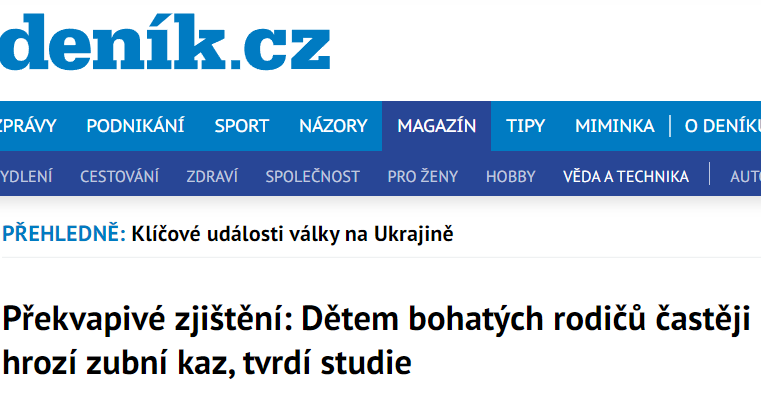 deník.cz
ZPRÁVY PODNIKÁNÍ SPORT NÁZORY MAGAZÍN TIPY MIMINKA O DENÍKU
YDLENÍ CESTOVÁNÍ ZDRAVÍ SPOLEČNOST PRO ŽENY HOBBY VĚDA A TECHNIKA AUTO
PŘEHLEDNĚ: Klíčové události války na Ukrajině
Překvapivé zjištění: Dětem bohatých rodičů častěji
hrozí zubní kaz, tvrdí studie